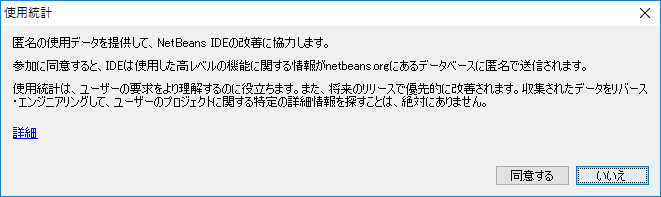 使用統計
匿名の使用データを提供して、NetBeans IDEの改善に協力します。
参加に同意すると、IDEは使用した高レベルの機能に関する情報がnetbeans.orgにあるデータベースに匿名で送信されます。
使用統計は、ユーザーの要求をより理解するのに役立ちます。また、将来のリリースで優先的に改善されます。収集されたデータをリバース
・エンジニアリングして、ユーザーのプロジェクトに関する特定の詳細情報を探すことは、絶対にありません。
詳細
同意する
いいえ